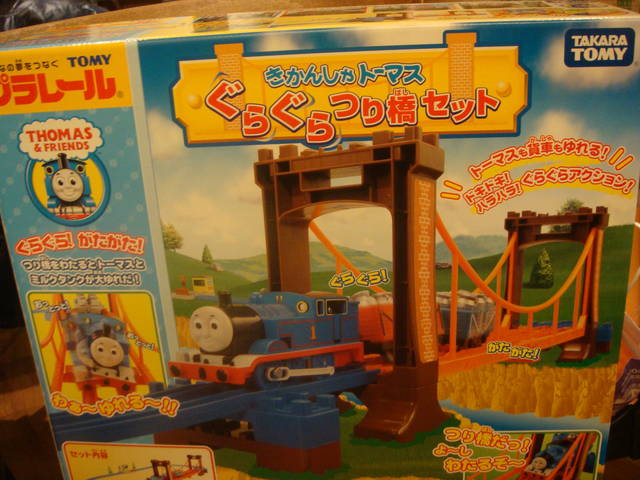 なの夢をつなぐ TOMY
プラレール
THOMAS
& FRIENDS
きかんしゃトーマス
ぐらぐらつり橋セット
ばし
TAKARA
TOMY
トーマスも貨車もゆれる！
ドキドキ！
ハラハラ！
ぐらぐらアクション！
ぐらぐら！ がたがた！
つり橋をわたるとトーマスと
ミルクタンクが大ゆれだ！
わぁ〜ゆれる〜!!
ぐらぐら！
1
がたがた！
セット内容
つり橋だっ！
よ〜し
わたるぞ〜